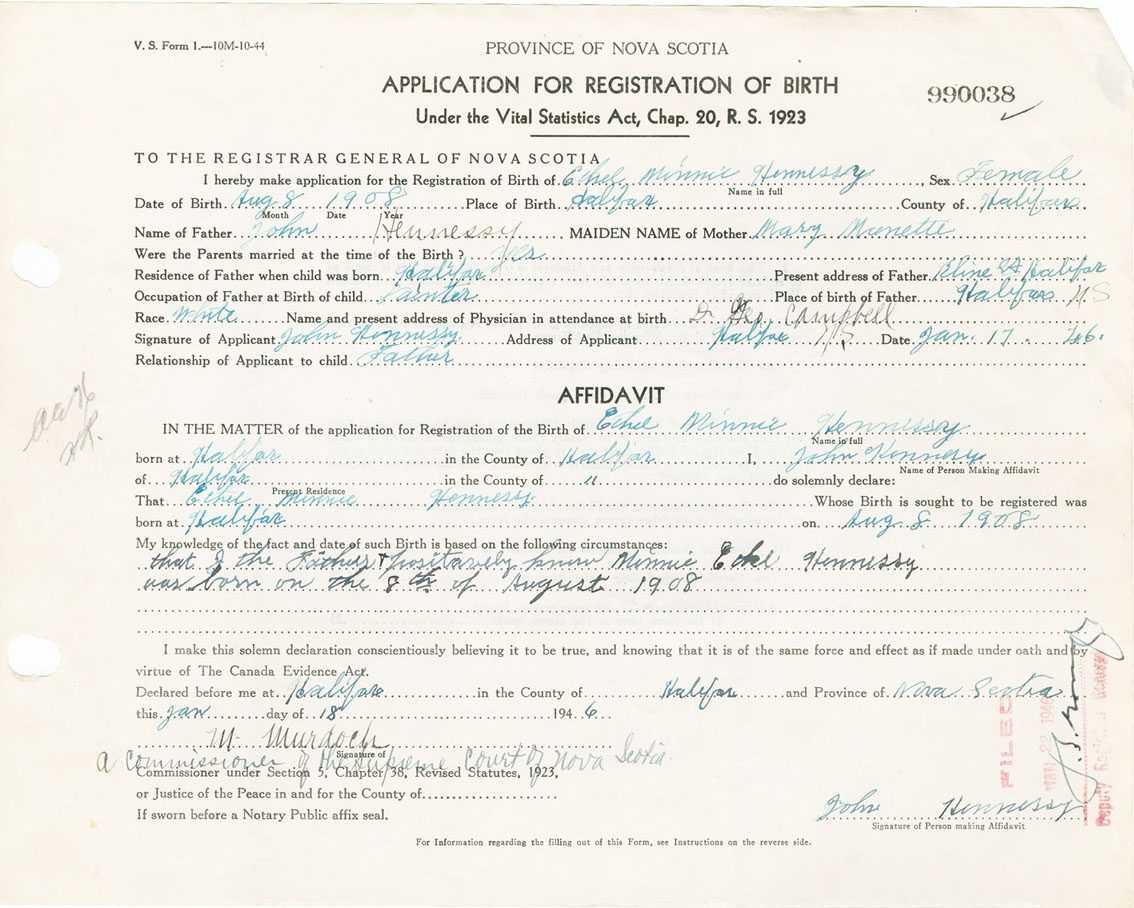 V. S. Form 1.—10M-10-44
PROVINCE OF NOVA SCOTIA
APPLICATION FOR REGISTRATION OF BIRTH
990038
Under the Vital Statistics Act, Chap. 20, R. S. 1923
TO THE REGISTRAR GENERAL OF NOVA SCOTIA
I hereby make application for the Registration of Birth of Ethel Minnie Hennessy, Sex Female
Name in full
Date of Birth Aug 8 1908 Place of Birth Halifax County of Halifax
Month Date Year
Name of Father John Hennessy MAIDEN NAME of Mother Mary Munette
Were the Parents married at the time of the Birth? yes
Residence of Father when child was born Halifax Present address of Father Kline St Halifax
Occupation of Father at Birth of child Painter Place of birth of Father Halifax N S
Race White Name and present address of Physician in attendance at birth Dr Geo. Campbell
Signature of Applicant John Hennessy Address of Applicant Halifax N S Date Jan. 17. 46.
Relationship of Applicant to child Father
AFFIDAVIT
IN THE MATTER of the application for Registration of the Birth of Ethel Minnie Hennessy
Name in full
born at Halifax in the County of Halifax I, John Hennessy
Name of Person Making Affidavit
of Halifax in the County of " do solemnly declare:
Present Residence
That Ethel Minnie Hennessy Whose Birth is sought to be registered was
born at Halifax on Aug 8 1908
My knowledge of the fact and date of such Birth is based on the following circumstances:
that I the Father + positavely know Minnie Ethel Hennessy
was born on the 8th of August 1908
I make this solemn declaration conscientiously believing it to be true, and knowing that it is of the same force and effect as if made under oath and by
virtue of The Canada Evidence Act.
Declared before me at Halifax in the County of Halifax and Province of Nova Scotia
this Jan day of 18 1946
M Murdoch
Signature of
a Commissioner of the Supreme Court of Nova Scotia
Commissioner under Section 5, Chapter 38, Revised Statutes, 1923,
or Justice of the Peace in and for the County of
If sworn before a Notary Public affix seal.
John Hennessy
Signature of Person making Affidavit
For Information regarding the filling out of this Form, see Instructions on the reverse side.
FILED
JAN 22 1946
Deputy Registrar General